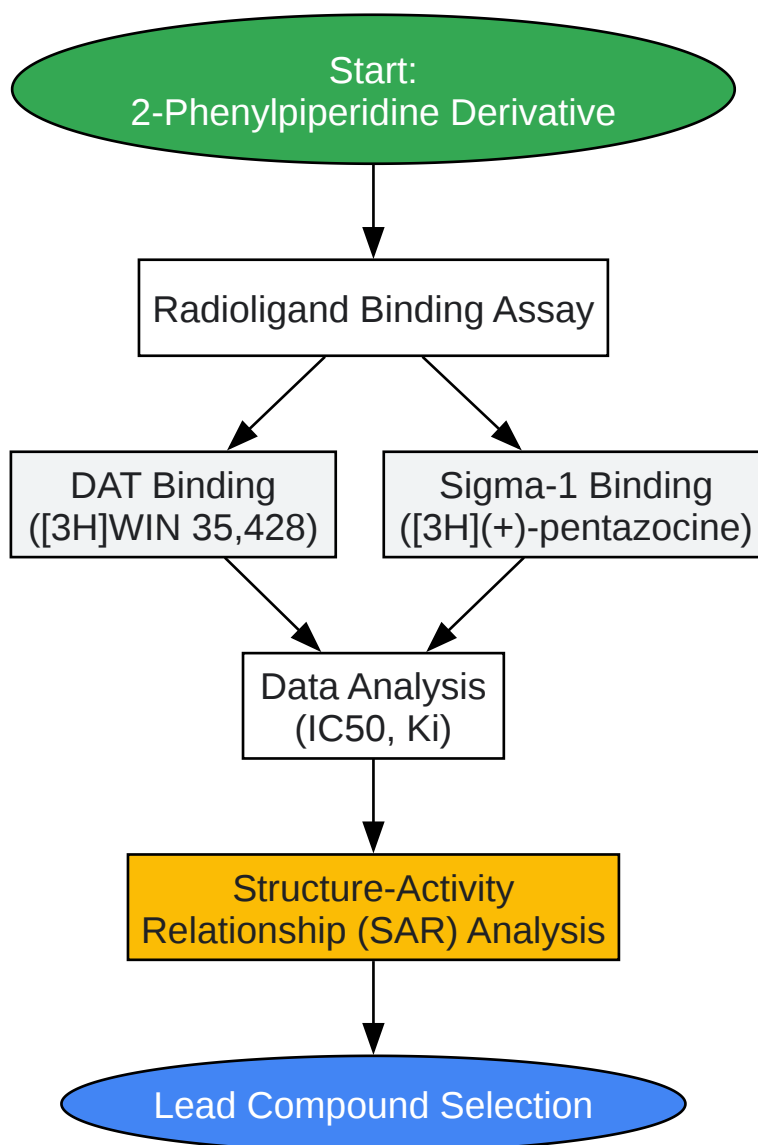 Start:
2-Phenylpiperidine Derivative
Radioligand Binding Assay
DAT Binding
([3H]WIN 35,428)
Sigma-1 Binding
([3H](+)-pentazocine)
Data Analysis
(IC50, Ki)
Structure-Activity
Relationship (SAR) Analysis
Lead Compound Selection